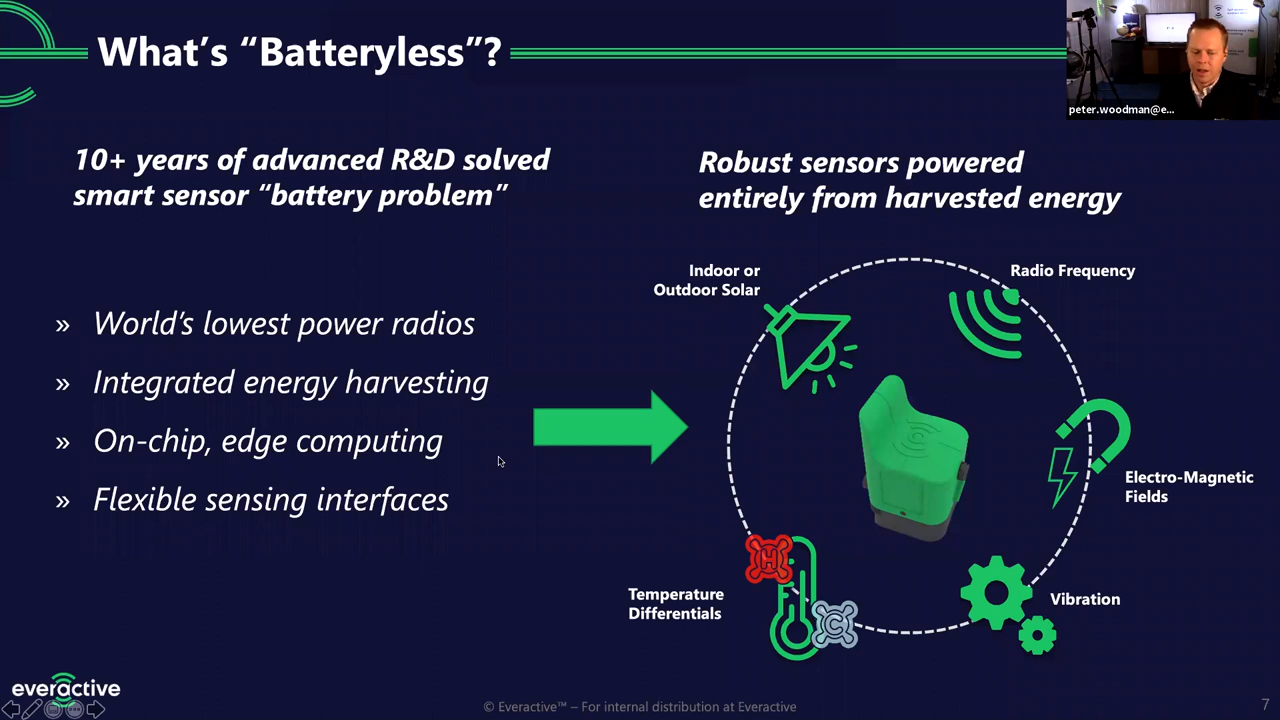 What's “Batteryless”?
peter.woodman@e...
10+ years of advanced R&D solved
smart sensor “battery problem”
Robust sensors powered
entirely from harvested energy
» World's lowest power radios
» Integrated energy harvesting
» On-chip, edge computing
» Flexible sensing interfaces
Indoor or
Outdoor Solar
Radio Frequency
Electro-Magnetic
Fields
Vibration
Temperature
Differentials
H
C
everactive
© Everactive™ – For internal distribution at Everactive
7